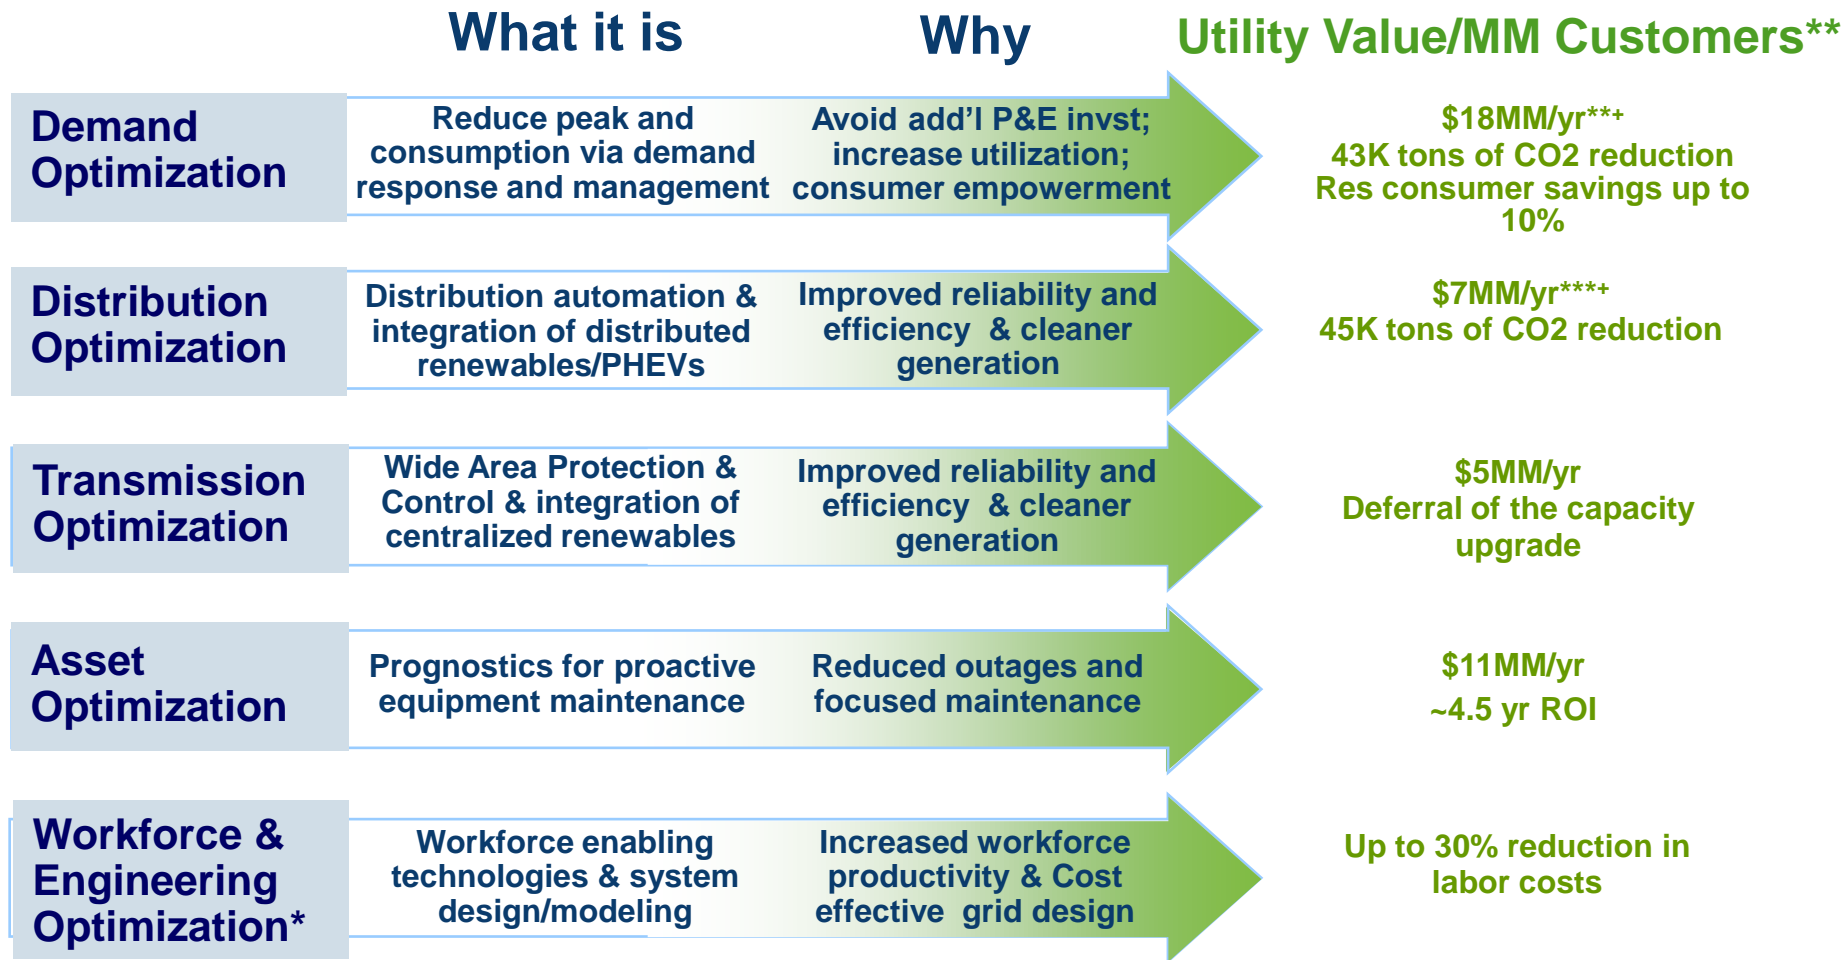 What it is
Why
Utility Value/MM Customers**
Demand
Optimization
Reduce peak and
consumption via demand
response and management
Avoid add’l P&E invst;
increase utilization;
consumer empowerment
$18MM/yr**+
43K tons of CO2 reduction
Res consumer savings up to
10%
Distribution
Optimization
Distribution automation &
integration of distributed
renewables/PHEVs
Improved reliability and
efficiency & cleaner
generation
$7MM/yr***+
45K tons of CO2 reduction
Transmission
Optimization
Wide Area Protection &
Control & integration of
centralized renewables
Improved reliability and
efficiency & cleaner
generation
$5MM/yr
Deferral of the capacity
upgrade
Asset
Optimization
Prognostics for proactive
equipment maintenance
Reduced outages and
focused maintenance
$11MM/yr
~4.5 yr ROI
Workforce &
Engineering
Optimization*
Workforce enabling
technologies & system
design/modeling
Increased workforce
productivity & Cost
effective grid design
Up to 30% reduction in
labor costs